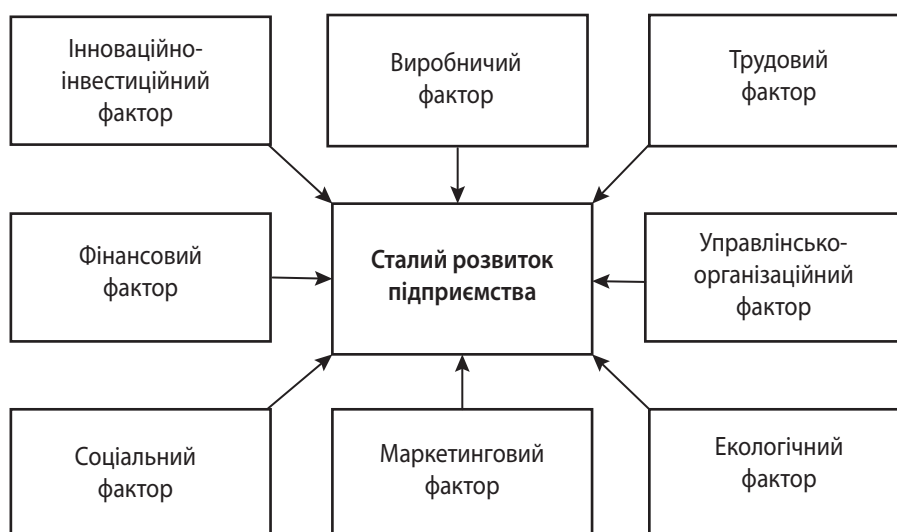 Інноваційно-
інвестиційний
фактор
Виробничий
фактор
Трудовий
фактор
Фінансовий
фактор
Сталий розвиток
підприємства
Управлінсько-
організаційний
фактор
Соціальний
фактор
Маркетинговий
фактор
Екологічний
фактор